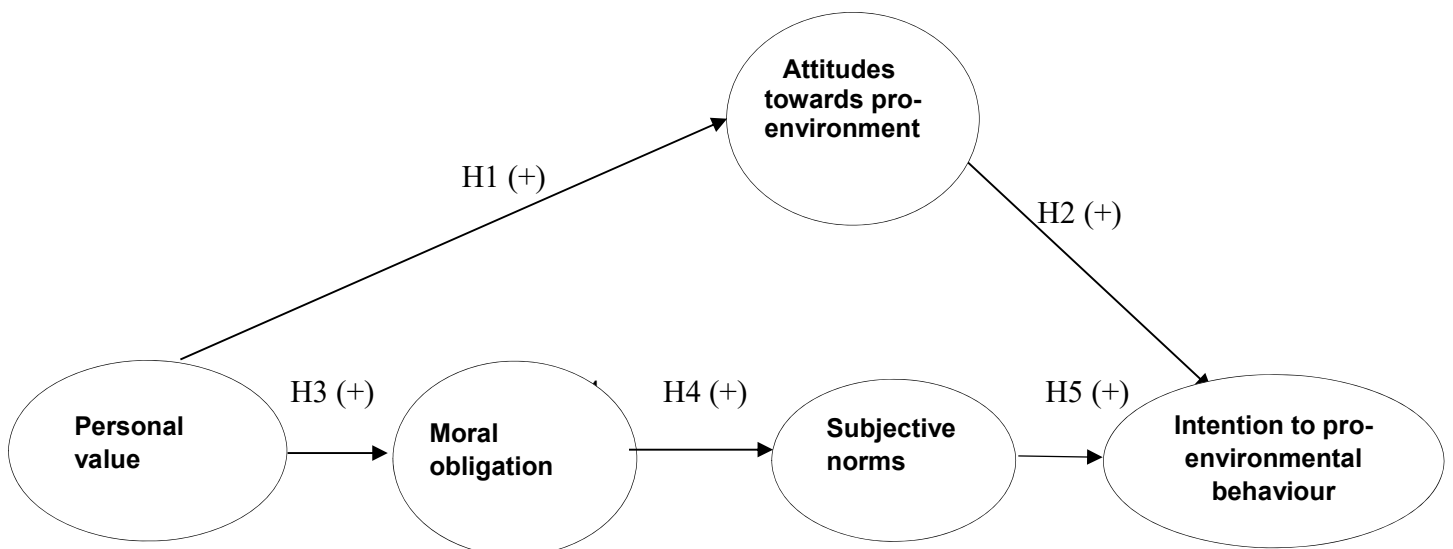 Attitudes
towards pro-
environment
H1 (+)
H2 (+)
H3 (+)
H4 (+)
H5 (+)
Personal
value
Moral
obligation
Subjective
norms
Intention to pro-
environmental
behaviour